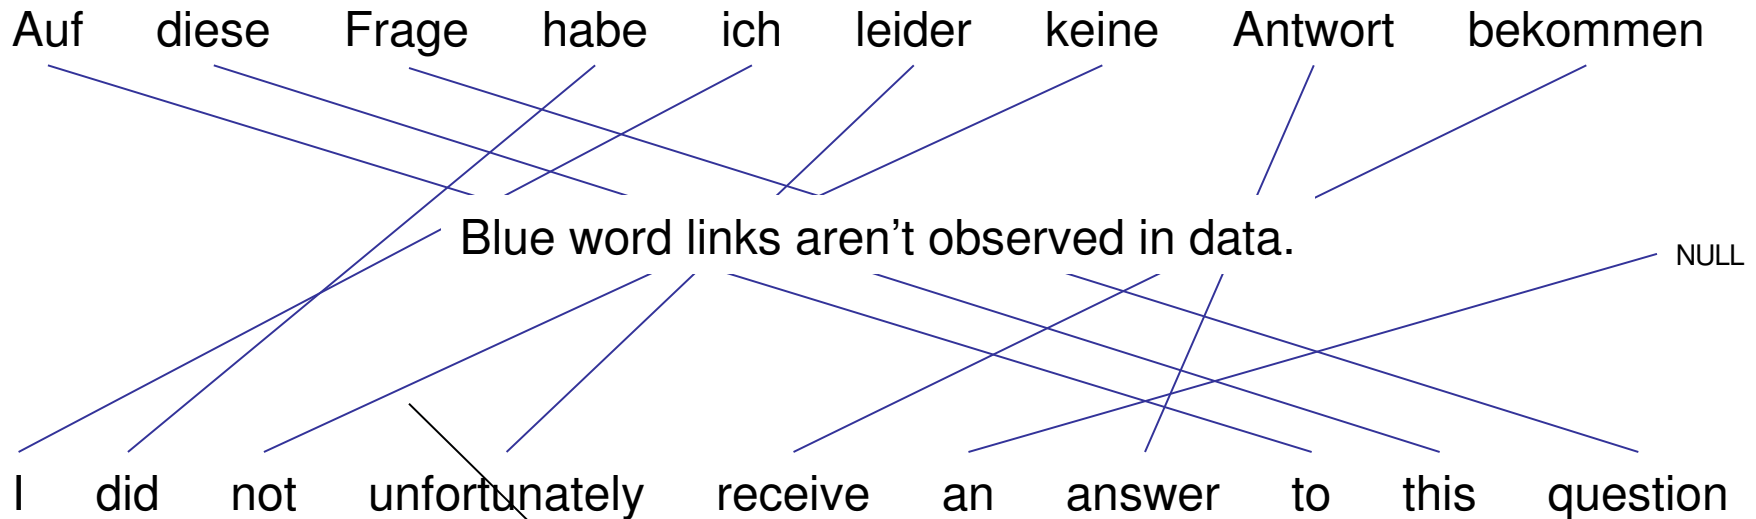 Auf diese Frage habe ich leider keine Antwort bekommen
Blue word links aren't observed in data.
NULL
I did not unfortunately receive an answer to this question